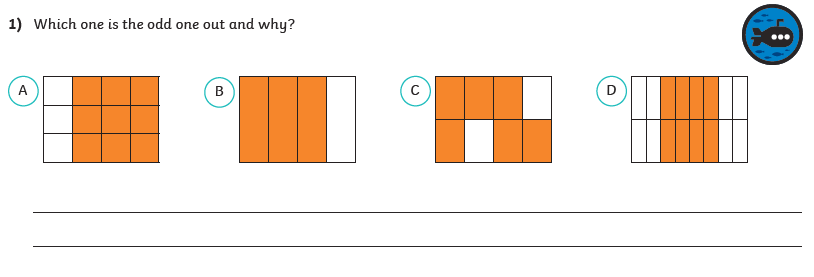 1) Which one is the odd one out and why?
A B C D